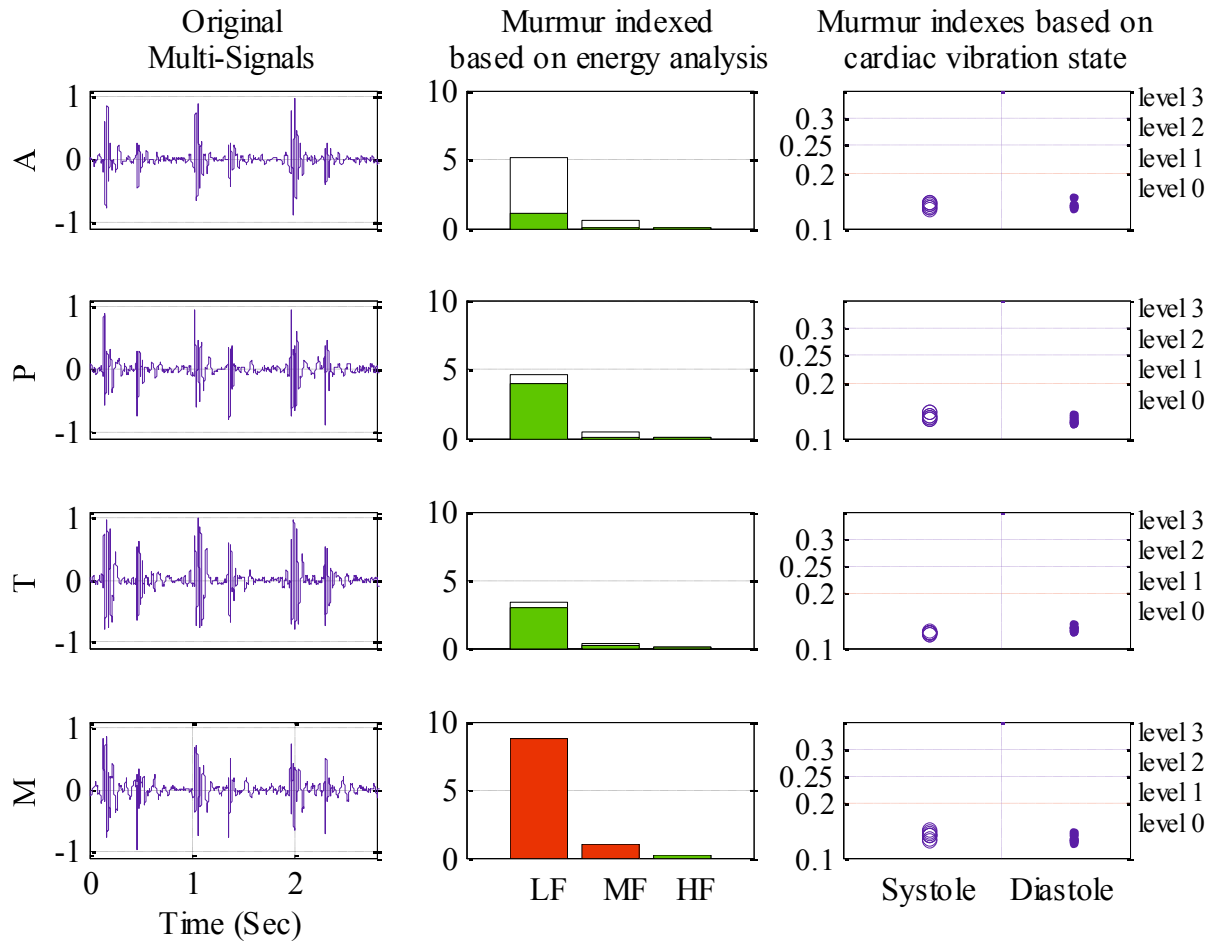 Original
Multi-Signals
Murmur indexed
based on energy analysis
Murmur indexes based on
cardiac vibration state
A
1
0
-1
10
5
0
0.3
0.25
0.2
0.1
level 3
level 2
level 1
level 0
P
1
0
-1
10
5
0
0.3
0.25
0.2
0.1
level 3
level 2
level 1
level 0
T
1
0
-1
10
5
0
0.3
0.25
0.2
0.1
level 3
level 2
level 1
level 0
M
1
0
-1
10
5
0
0.3
0.25
0.2
0.1
level 3
level 2
level 1
level 0
0 1 2
Time (Sec)
LF MF HF
Systole Diastole